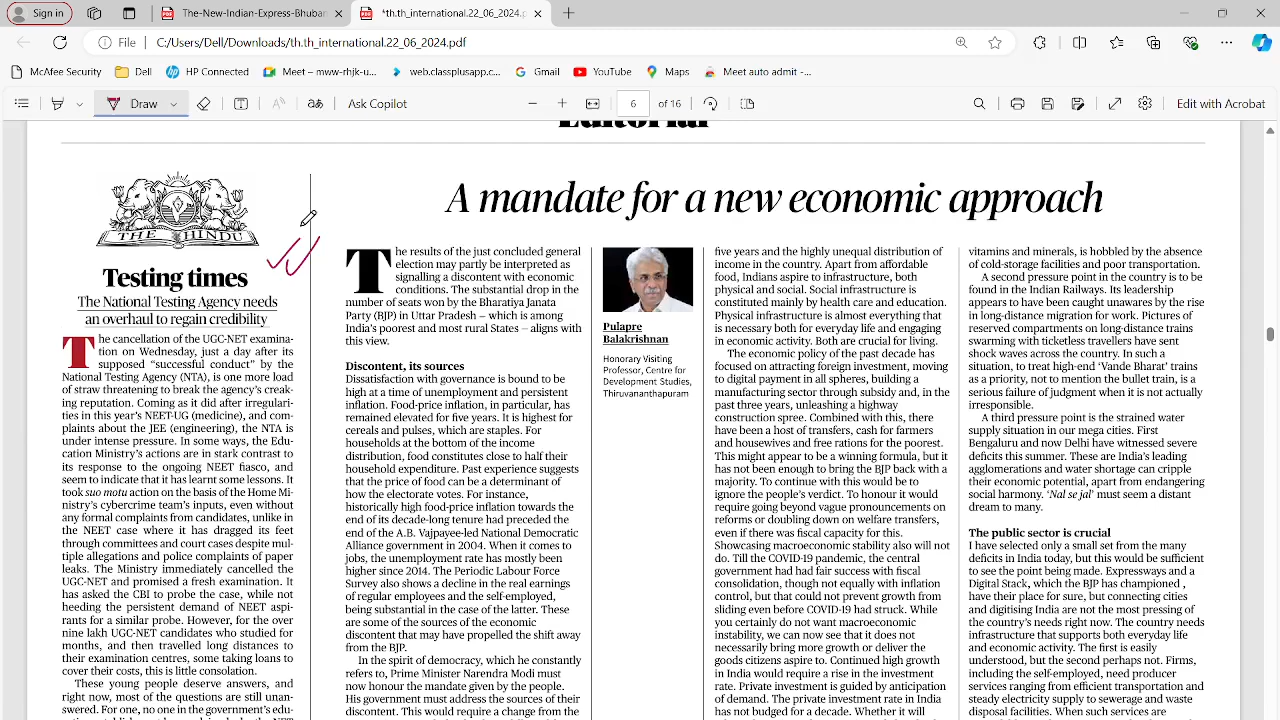 Sign in
The-New-Indian-Express-Bhubar
*th.th_international.22_06_2024.p
File
C:/Users/Dell/Downloads/th.th_international.22_06_2024.pdf
McAfee Security
Dell
HP Connected
Meet – mww-rhjk-u...
web.classplusapp.c...
Gmail
YouTube
Maps
Meet auto admit -...
Draw
Ask Copilot
6
of 16
Edit with Acrobat
Editorial
THE HINDU
Testing times
The National Testing Agency needs
an overhaul to regain credibility
The cancellation of the UGC-NET examina-
tion on Wednesday, just a day after its
supposed “successful conduct” by the
National Testing Agency (NTA), is one more load
of straw threatening to break the agency’s creak-
ing reputation. Coming as it did after irregulari-
ties in this year’s NEET-UG (medicine), and com-
plaints about the JEE (engineering), the NTA is
under intense pressure. In some ways, the Edu-
cation Ministry’s actions are in stark contrast to
its response to the ongoing NEET fiasco, and
seem to indicate that it has learnt some lessons. It
took suo motu action on the basis of the Home Mi-
nistry’s cybercrime team’s inputs, even without
any formal complaints from candidates, unlike in
the NEET case where it has dragged its feet
through committees and court cases despite mul-
tiple allegations and police complaints of paper
leaks. The Ministry immediately cancelled the
UGC-NET and promised a fresh examination. It
has asked the CBI to probe the case, while not
heeding the persistent demand of NEET aspi-
rants for a similar probe. However, for the over
nine lakh UGC-NET candidates who studied for
months, and then travelled long distances to
their examination centres, some taking loans to
cover their costs, this is little consolation.
These young people deserve answers, and
right now, most of the questions are still unan-
swered. For one, no one in the government’s edu-
A mandate for a new economic approach
The results of the just concluded general
election may partly be interpreted as
signalling a discontent with economic
conditions. The substantial drop in the
number of seats won by the Bharatiya Janata
Party (BJP) in Uttar Pradesh – which is among
India’s poorest and most rural States – aligns with
this view.
Discontent, its sources
Dissatisfaction with governance is bound to be
high at a time of unemployment and persistent
inflation. Food-price inflation, in particular, has
remained elevated for five years. It is highest for
cereals and pulses, which are staples. For
households at the bottom of the income
distribution, food constitutes close to half their
household expenditure. Past experience suggests
that the price of food can be a determinant of
how the electorate votes. For instance,
historically high food-price inflation towards the
end of its decade-long tenure had preceded the
end of the A.B. Vajpayee-led National Democratic
Alliance government in 2004. When it comes to
jobs, the unemployment rate has mostly been
higher since 2014. The Periodic Labour Force
Survey also shows a decline in the real earnings
of regular employees and the self-employed,
being substantial in the case of the latter. These
are some of the sources of the economic
discontent that may have propelled the shift away
from the BJP.
In the spirit of democracy, which he constantly
refers to, Prime Minister Narendra Modi must
now honour the mandate given by the people.
His government must address the sources of their
discontent. This would require a change from the
Pulapre
Balakrishnan
Honorary Visiting
Professor, Centre for
Development Studies,
Thiruvananthapuram
five years and the highly unequal distribution of
income in the country. Apart from affordable
food, Indians aspire to infrastructure, both
physical and social. Social infrastructure is
constituted mainly by health care and education.
Physical infrastructure is almost everything that
is necessary both for everyday life and engaging
in economic activity. Both are crucial for living.
The economic policy of the past decade has
focused on attracting foreign investment, moving
to digital payment in all spheres, building a
manufacturing sector through subsidy and, in the
past three years, unleashing a highway
construction spree. Combined with this, there
have been a host of transfers, cash for farmers
and housewives and free rations for the poorest.
This might appear to be a winning formula, but it
has not been enough to bring the BJP back with a
majority. To continue with this would be to
ignore the people’s verdict. To honour it would
require going beyond vague pronouncements on
reforms or doubling down on welfare transfers,
even if there was fiscal capacity for this.
Showcasing macroeconomic stability also will not
do. Till the COVID-19 pandemic, the central
government had had fair success with fiscal
consolidation, though not equally with inflation
control, but that could not prevent growth from
sliding even before COVID-19 had struck. While
you certainly do not want macroeconomic
instability, we can now see that it does not
necessarily bring more growth or deliver the
goods citizens aspire to. Continued high growth
in India would require a rise in the investment
rate. Private investment is guided by anticipation
of demand. The private investment rate in India
has not budged for a decade. Whether it will
vitamins and minerals, is hobbled by the absence
of cold-storage facilities and poor transportation.
A second pressure point in the country is to be
found in the Indian Railways. Its leadership
appears to have been caught unawares by the rise
in long-distance migration for work. Pictures of
reserved compartments on long-distance trains
swarming with ticketless travellers have sent
shock waves across the country. In such a
situation, to treat high-end ‘Vande Bharat’ trains
as a priority, not to mention the bullet train, is a
serious failure of judgment when it is not actually
irresponsible.
A third pressure point is the strained water
supply situation in our mega cities. First
Bengaluru and now Delhi have witnessed severe
deficits this summer. These are India’s leading
agglomerations and water shortage can cripple
their economic potential, apart from endangering
social harmony. ‘Nal se jal’ must seem a distant
dream to many.
The public sector is crucial
I have selected only a small set from the many
deficits in India today, but this would be sufficient
to see the point being made. Expressways and a
Digital Stack, which the BJP has championed ,
have their place for sure, but connecting cities
and digitising India are not the most pressing of
the country’s needs right now. The country needs
infrastructure that supports both everyday life
and economic activity. The first is easily
understood, but the second perhaps not. Firms,
including the self-employed, need producer
services ranging from efficient transportation and
steady electricity supply to sewerage and waste
disposal facilities. When such services are